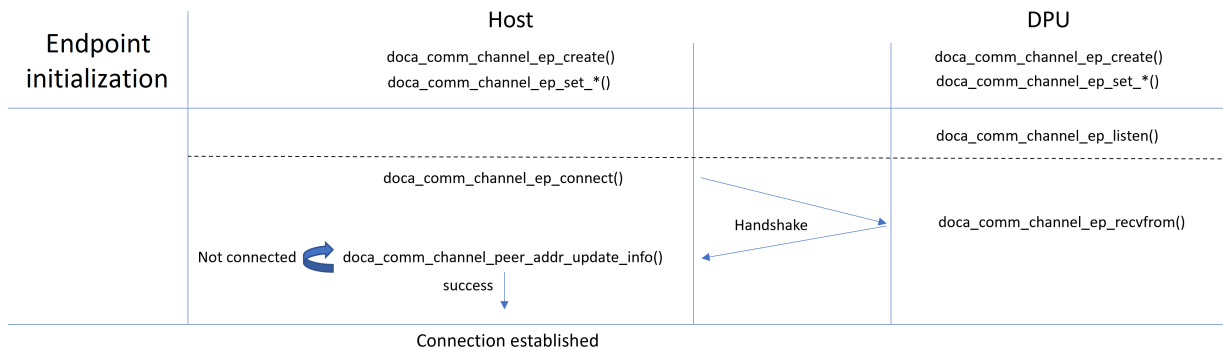 Host
DPU
Endpoint
initialization
doca_comm_channel_ep_create()
doca_comm_channel_ep_create()
doca_comm_channel_ep_set_*()
doca_comm_channel_ep_set_*()
doca_comm_channel_ep_listen()
doca_comm_channel_ep_connect()
Handshake
doca_comm_channel_ep_recvfrom()
Not connected
doca_comm_channel_peer_addr_update_info()
success
Connection established